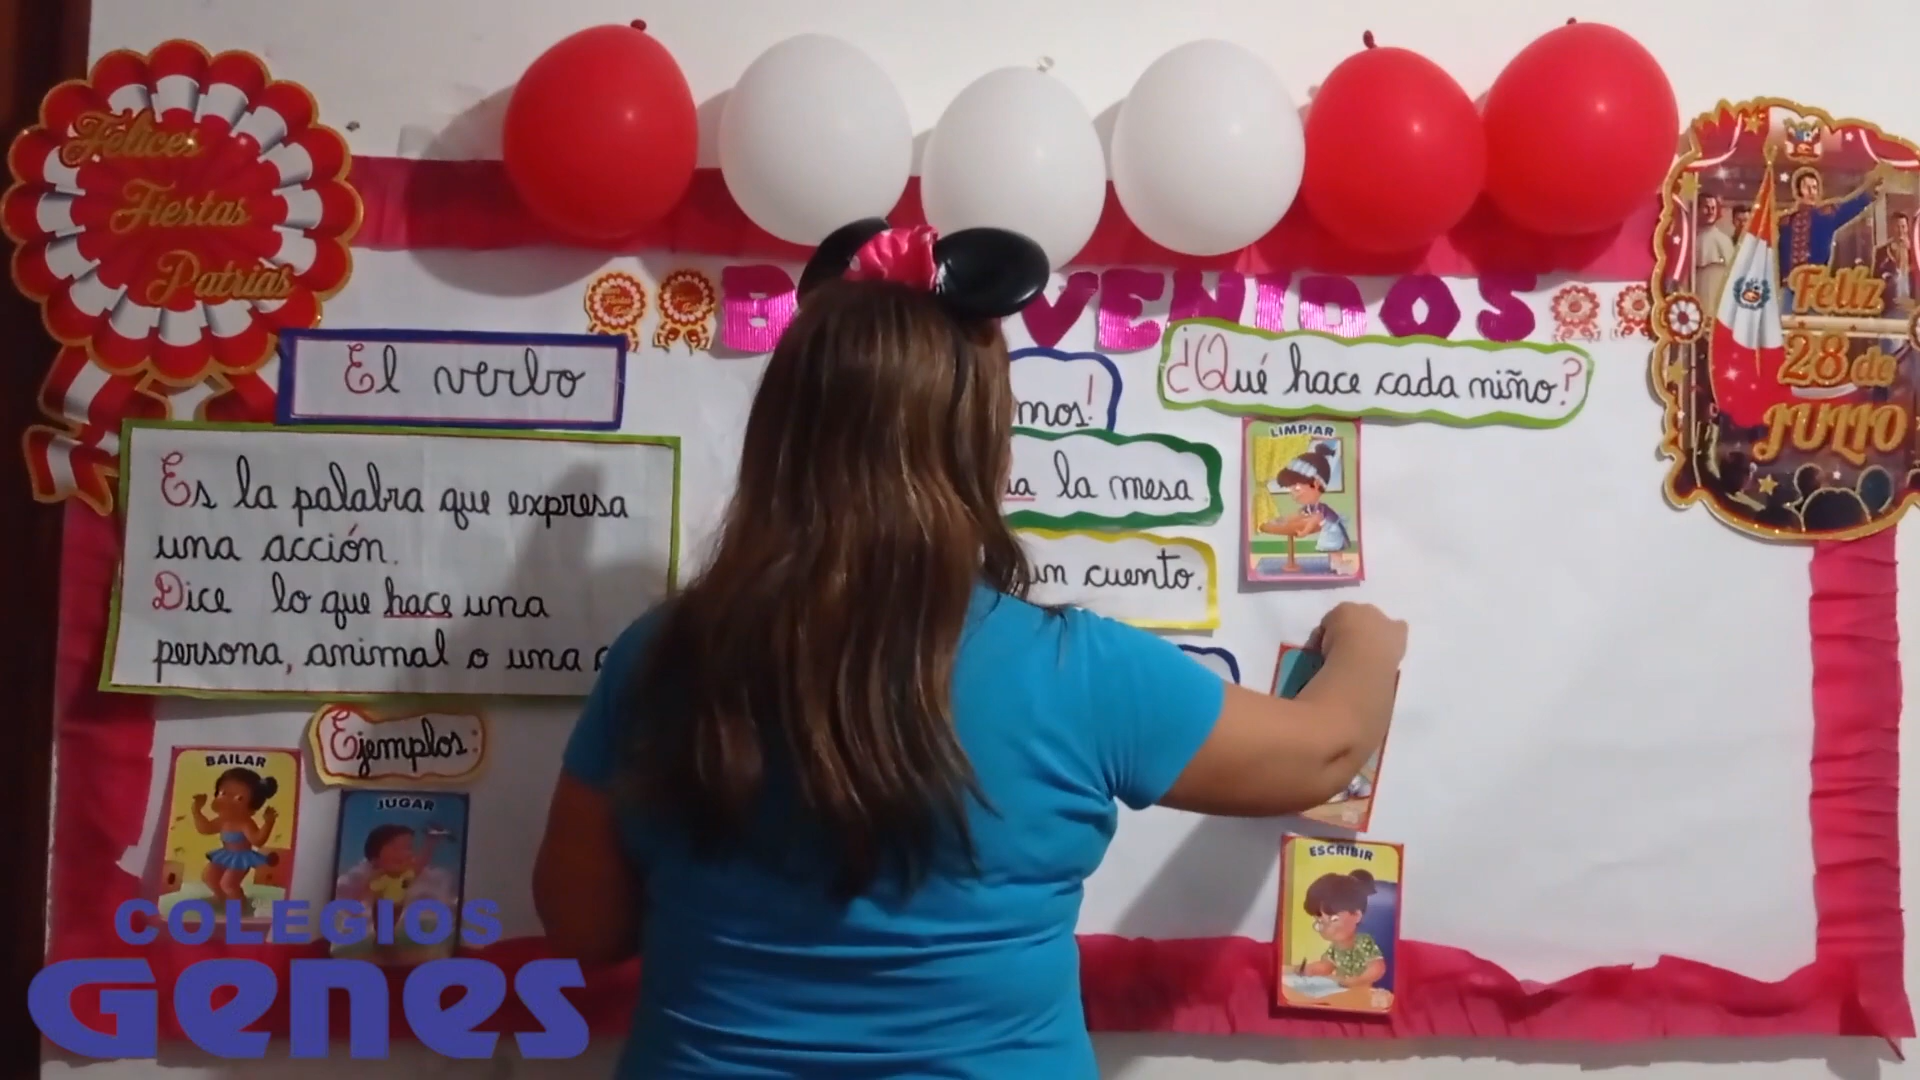 Felices
Fiestas
Patrias
Feliz
28 de
JULIO
El verbo
Es la palabra que expresa
una acción.
Dice lo que hace una
persona, animal o una
Ejemplos:
BAILAR
JUGAR
mos!
la mesa.
un cuento.
¿Qué hace cada niño?
LIMPIAR
ESCRIBIR
COLEGIOS
Genes